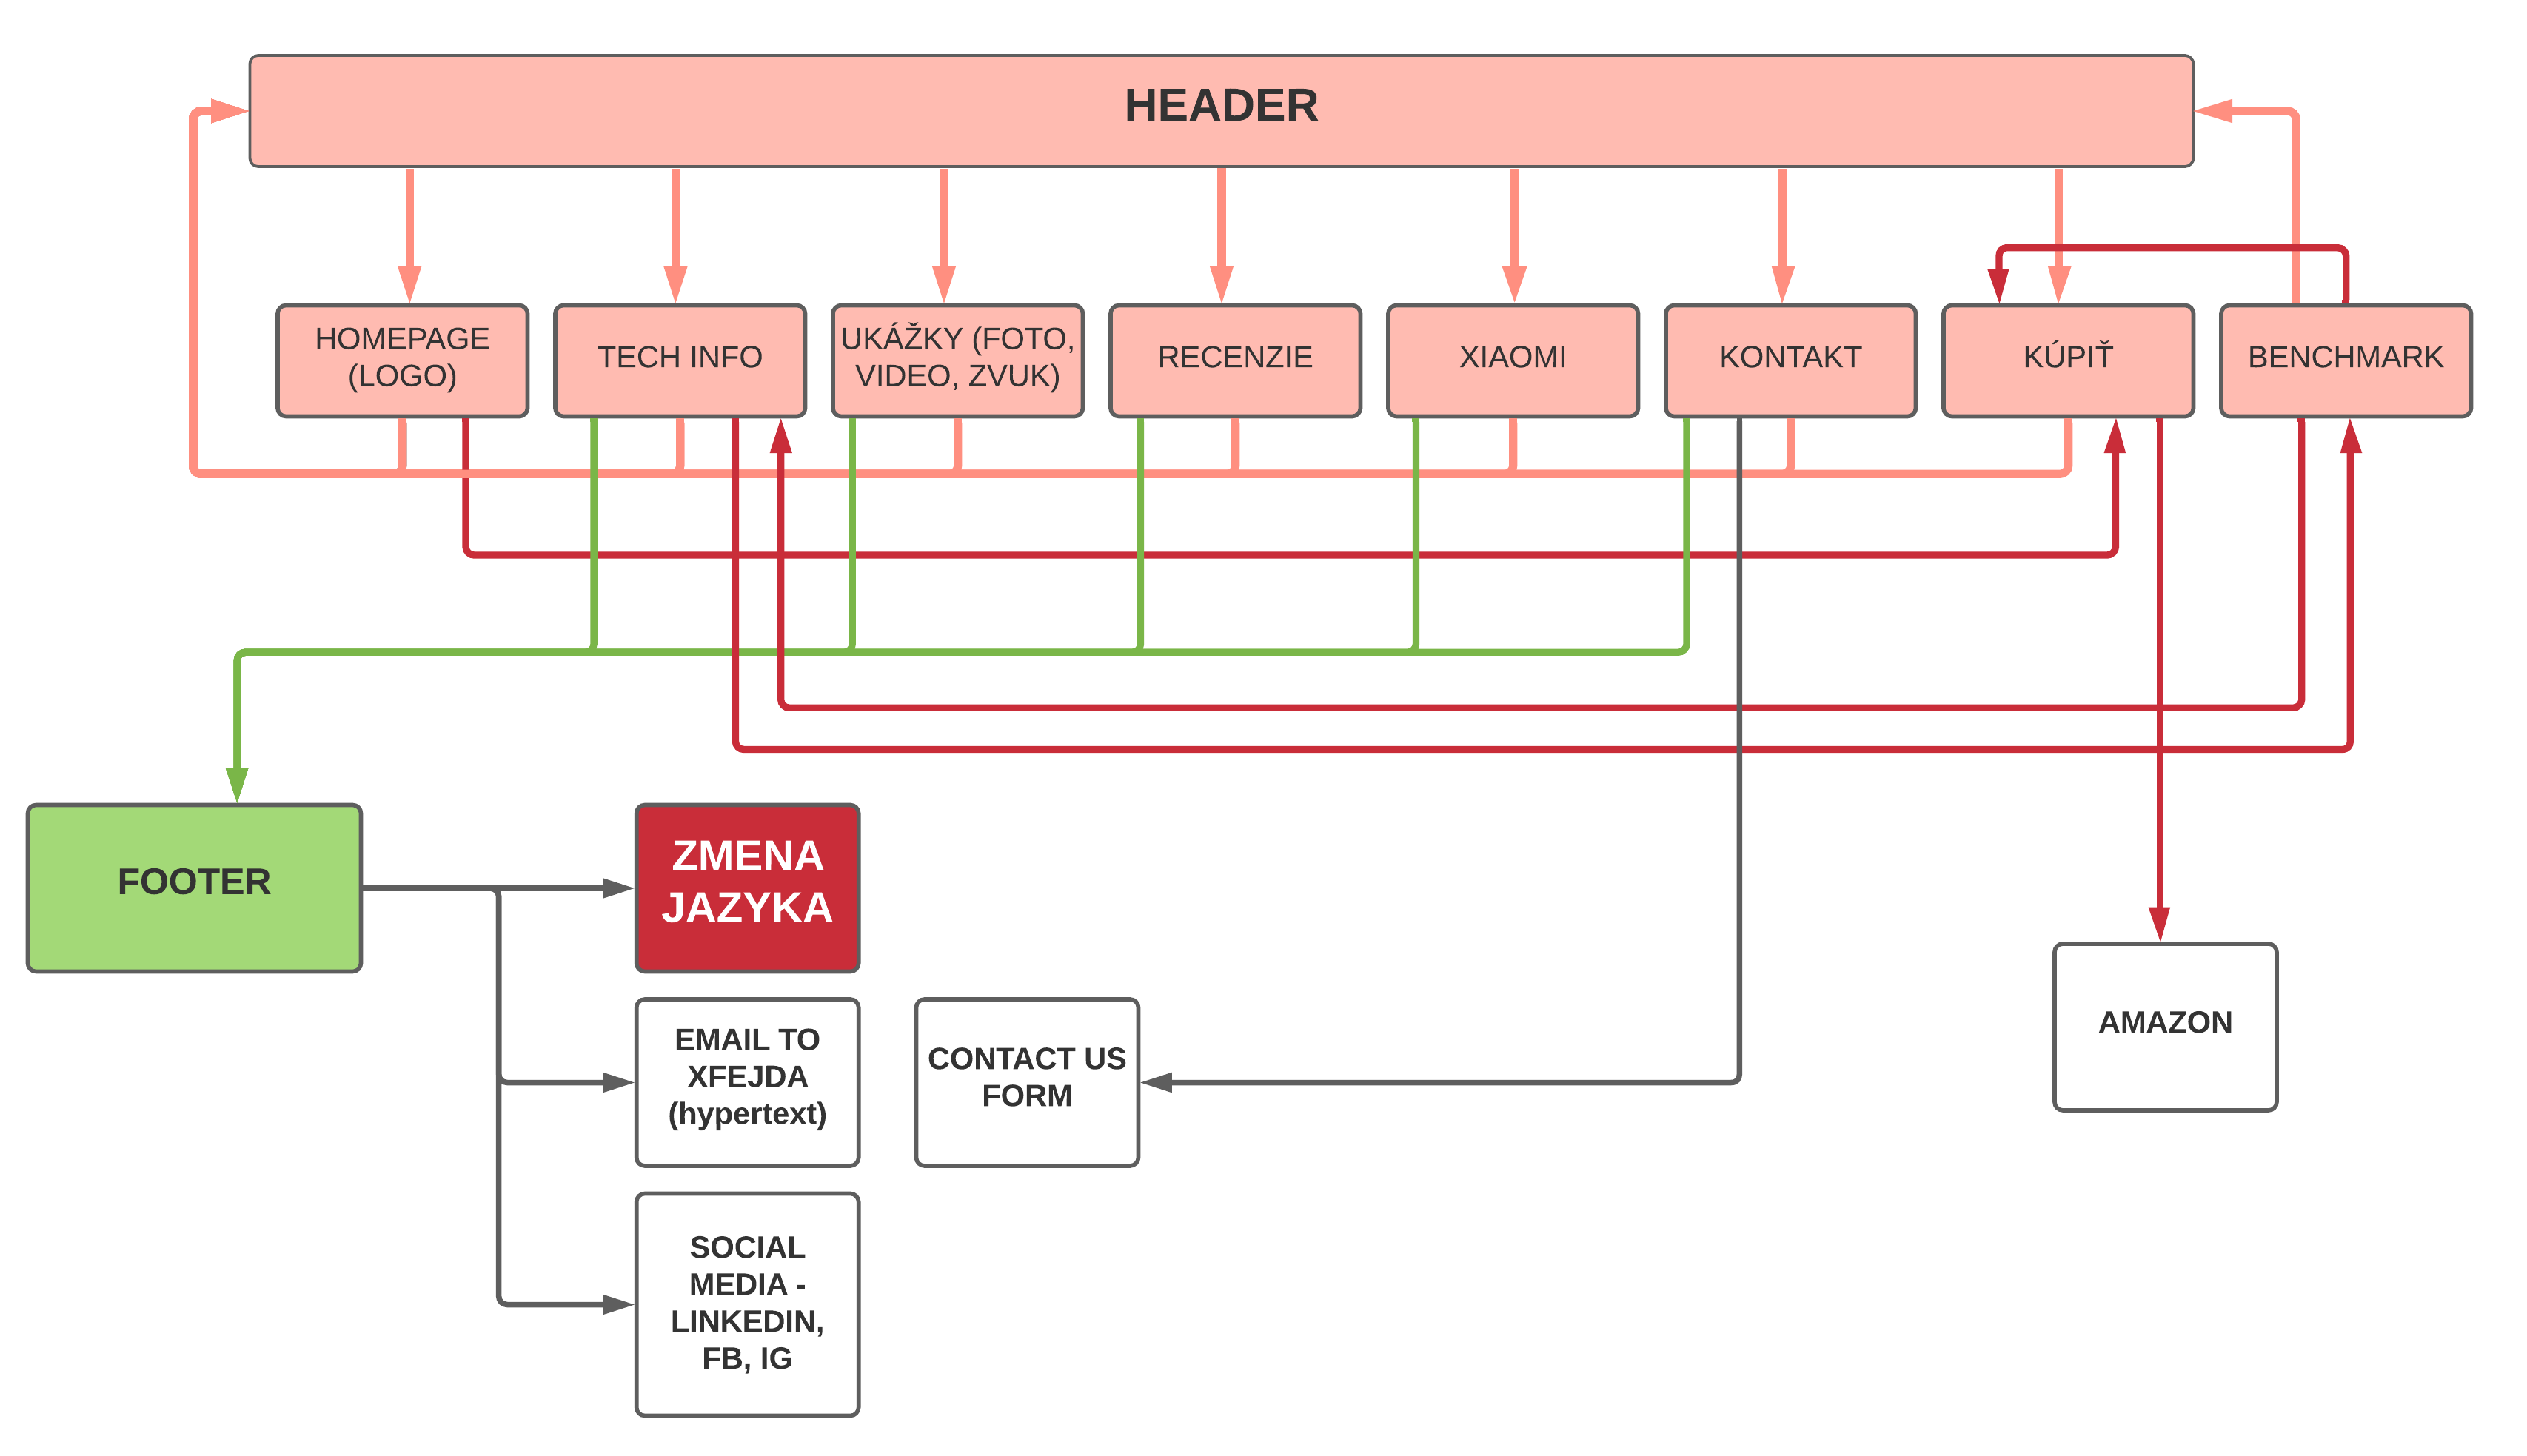 HEADER
HOMEPAGE
(LOGO)
TECH INFO
UKÁŽKY (FOTO,
VIDEO, ZVUK)
RECENZIE
XIAOMI
KONTAKT
KÚPIŤ
BENCHMARK
FOOTER
ZMENA
JAZYKA
EMAIL TO
XFEJDA
(hypertext)
CONTACT US
FORM
AMAZON
SOCIAL
MEDIA -
LINKEDIN,
FB, IG